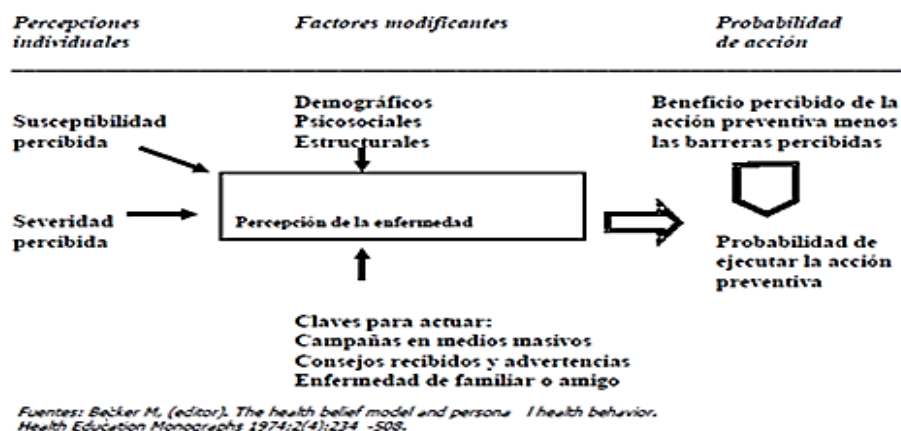 Percepciones individuales
Factores modificantes
Probabilidad de acción
Susceptibilidad percibida
Demográficos
Psicosociales
Estructurales
Beneficio percibido de la
acción preventiva menos
las barreras percibidas
Severidad percibida
Percepción de la enfermedad
Probabilidad de
ejecutar la acción
preventiva
Claves para actuar:
Campañas en medios masivos
Consejos recibidos y advertencias
Enfermedad de familiar o amigo
Fuentes: Becker M, (editor). The health belief model and persona l health behavior.
Health Education Monographs 1974;2(4):234 -508.